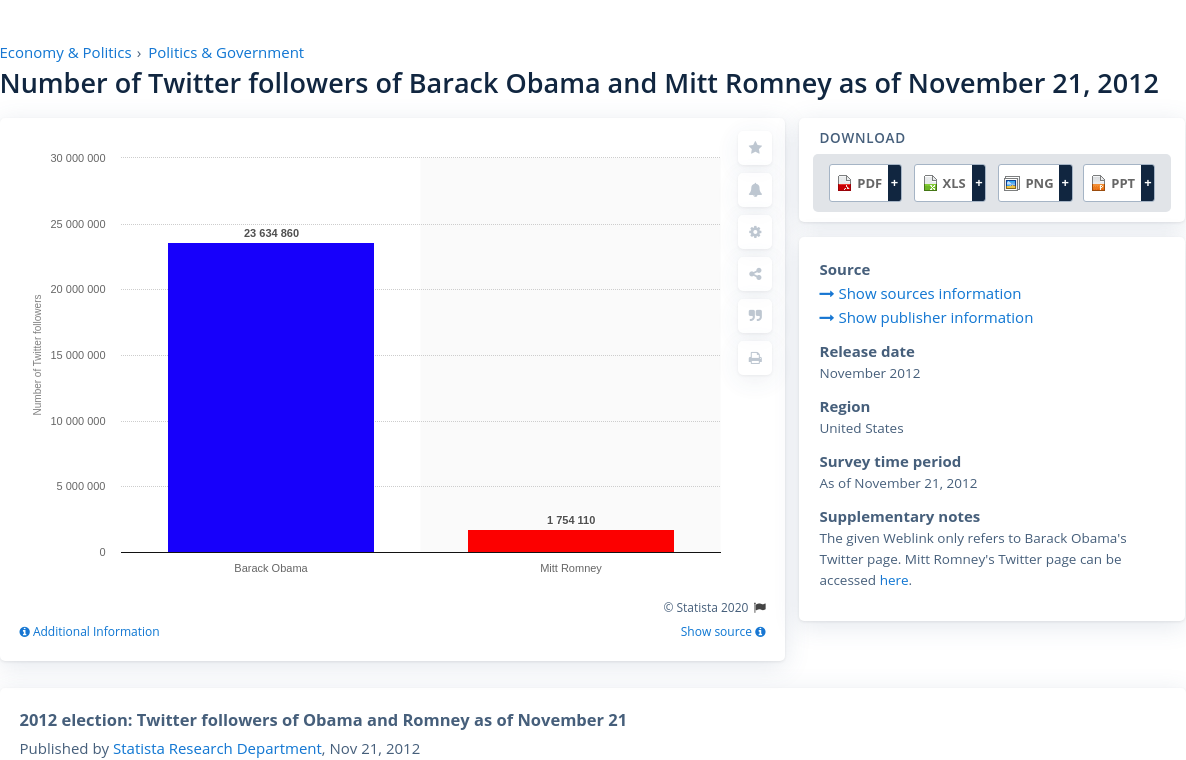 Economy & Politics › Politics & Government
Number of Twitter followers of Barack Obama and Mitt Romney as of November 21, 2012
30 000 000
25 000 000
20 000 000
15 000 000
10 000 000
5 000 000
0
Number of Twitter followers
23 634 860
1 754 110
Barack Obama
Mitt Romney
© Statista 2020
Additional Information
Show source
DOWNLOAD
PDF +
XLS +
PNG +
PPT +
Source
Show sources information
Show publisher information
Release date
November 2012
Region
United States
Survey time period
As of November 21, 2012
Supplementary notes
The given Weblink only refers to Barack Obama's
Twitter page. Mitt Romney's Twitter page can be
accessed here.
2012 election: Twitter followers of Obama and Romney as of November 21
Published by Statista Research Department, Nov 21, 2012